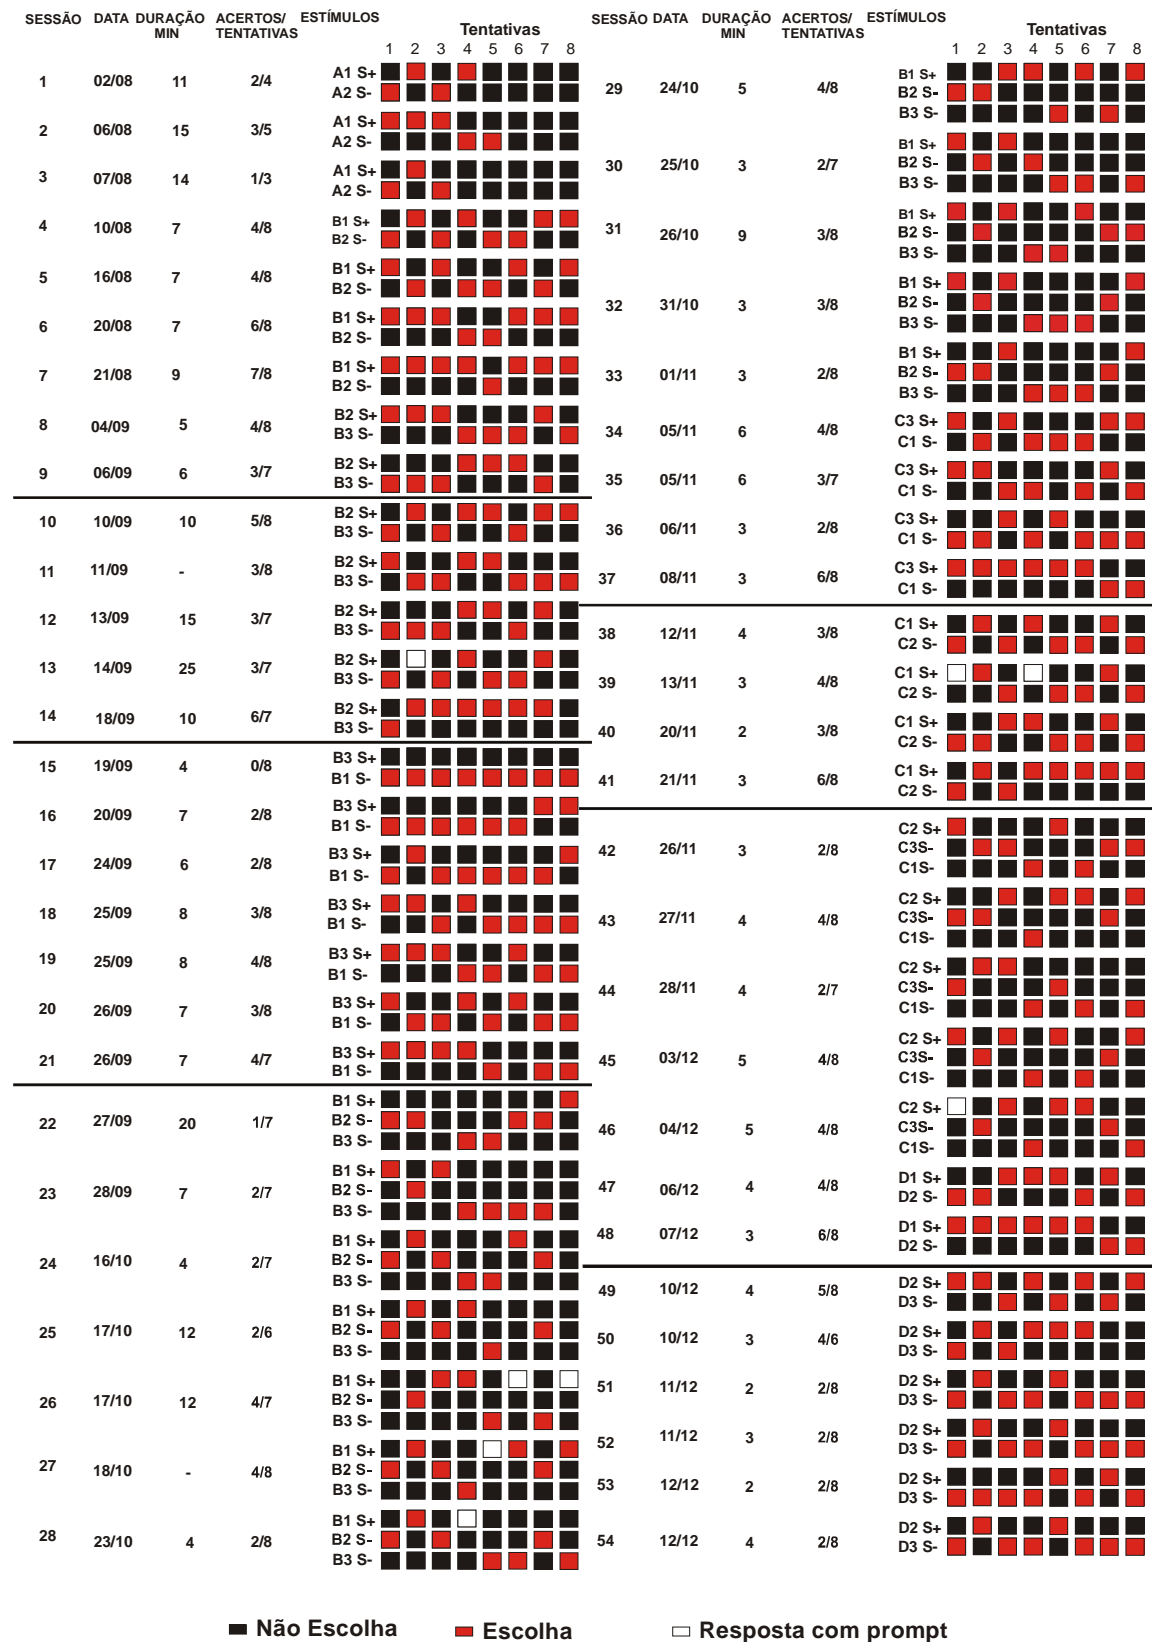 SESSÃO DATA DURAÇÃO MIN ACERTOS/ TENTATIVAS ESTÍMULOS Tentativas
1 2 3 4 5 6 7 8
1 02/08 11 2/4 A1 S+
A2 S-
2 06/08 15 3/5 A1 S+
A2 S-
3 07/08 14 1/3 A1 S+
A2 S-
4 10/08 7 4/8 B1 S+
B2 S-
5 16/08 7 4/8 B1 S+
B2 S-
6 20/08 7 6/8 B1 S+
B2 S-
7 21/08 9 7/8 B1 S+
B2 S-
8 04/09 5 4/8 B2 S+
B3 S-
9 06/09 6 3/7 B2 S+
B3 S-
10 10/09 10 5/8 B2 S+
B3 S-
11 11/09 - 3/8 B2 S+
B3 S-
12 13/09 15 3/7 B2 S+
B3 S-
13 14/09 25 3/7 B2 S+
B3 S-
14 18/09 10 6/7 B2 S+
B3 S-
15 19/09 4 0/8 B3 S+
B1 S-
16 20/09 7 2/8 B3 S+
B1 S-
17 24/09 6 2/8 B3 S+
B1 S-
18 25/09 8 3/8 B3 S+
B1 S-
19 25/09 8 4/8 B3 S+
B1 S-
20 26/09 7 3/8 B3 S+
B1 S-
21 26/09 7 4/7 B3 S+
B1 S-
22 27/09 20 1/7 B1 S+
B2 S-
B3 S-
23 28/09 7 2/7 B1 S+
B2 S-
B3 S-
24 16/10 4 2/7 B1 S+
B2 S-
B3 S-
25 17/10 12 2/6 B1 S+
B2 S-
B3 S-
26 17/10 12 4/7 B1 S+
B2 S-
B3 S-
27 18/10 - 4/8 B1 S+
B2 S-
B3 S-
28 23/10 4 2/8 B1 S+
B2 S-
B3 S-
SESSÃO DATA DURAÇÃO MIN ACERTOS/ TENTATIVAS ESTÍMULOS Tentativas
1 2 3 4 5 6 7 8
29 24/10 5 4/8 B1 S+
B2 S-
B3 S-
30 25/10 3 2/7 B1 S+
B2 S-
B3 S-
31 26/10 9 3/8 B1 S+
B2 S-
B3 S-
32 31/10 3 3/8 B1 S+
B2 S-
B3 S-
33 01/11 3 2/8 B1 S+
B2 S-
B3 S-
34 05/11 6 4/8 C3 S+
C1 S-
35 05/11 6 3/7 C3 S+
C1 S-
36 06/11 3 2/8 C3 S+
C1 S-
37 08/11 3 6/8 C3 S+
C1 S-
38 12/11 4 3/8 C1 S+
C2 S-
39 13/11 3 4/8 C1 S+
C2 S-
40 20/11 2 3/8 C1 S+
C2 S-
41 21/11 3 6/8 C1 S+
C2 S-
42 26/11 3 2/8 C2 S+
C3S-
C1S-
43 27/11 4 4/8 C2 S+
C3S-
C1S-
44 28/11 4 2/7 C2 S+
C3S-
C1S-
45 03/12 5 4/8 C2 S+
C3S-
C1S-
46 04/12 5 4/8 C2 S+
C3S-
C1S-
47 06/12 4 4/8 D1 S+
D2 S-
48 07/12 3 6/8 D1 S+
D2 S-
49 10/12 4 5/8 D2 S+
D3 S-
50 10/12 3 4/6 D2 S+
D3 S-
51 11/12 2 2/8 D2 S+
D3 S-
52 11/12 3 2/8 D2 S+
D3 S-
53 12/12 2 2/8 D2 S+
D3 S-
54 12/12 4 2/8 D2 S+
D3 S-
Não Escolha Escolha Resposta com prompt